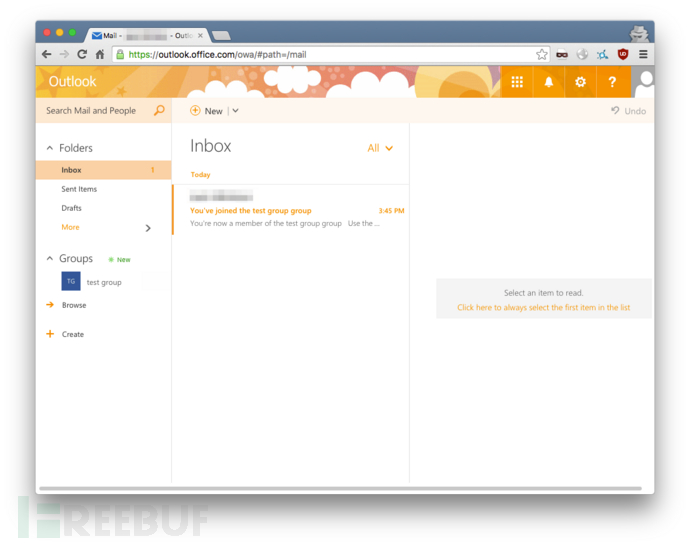 Mail -
- Outlo
https://outlook.office.com/owa/#path=/mail
Outlook
?
Search Mail and People
New
Undo
Folders
Inbox 1
Sent Items
Drafts
More
Groups New
TG test group
Browse
Create
Inbox
All
Today
You've joined the test group group 3:45 PM
You're now a member of the test group group Use the ...
Select an item to read.
Click here to always select the first item in the list
FREEBUF